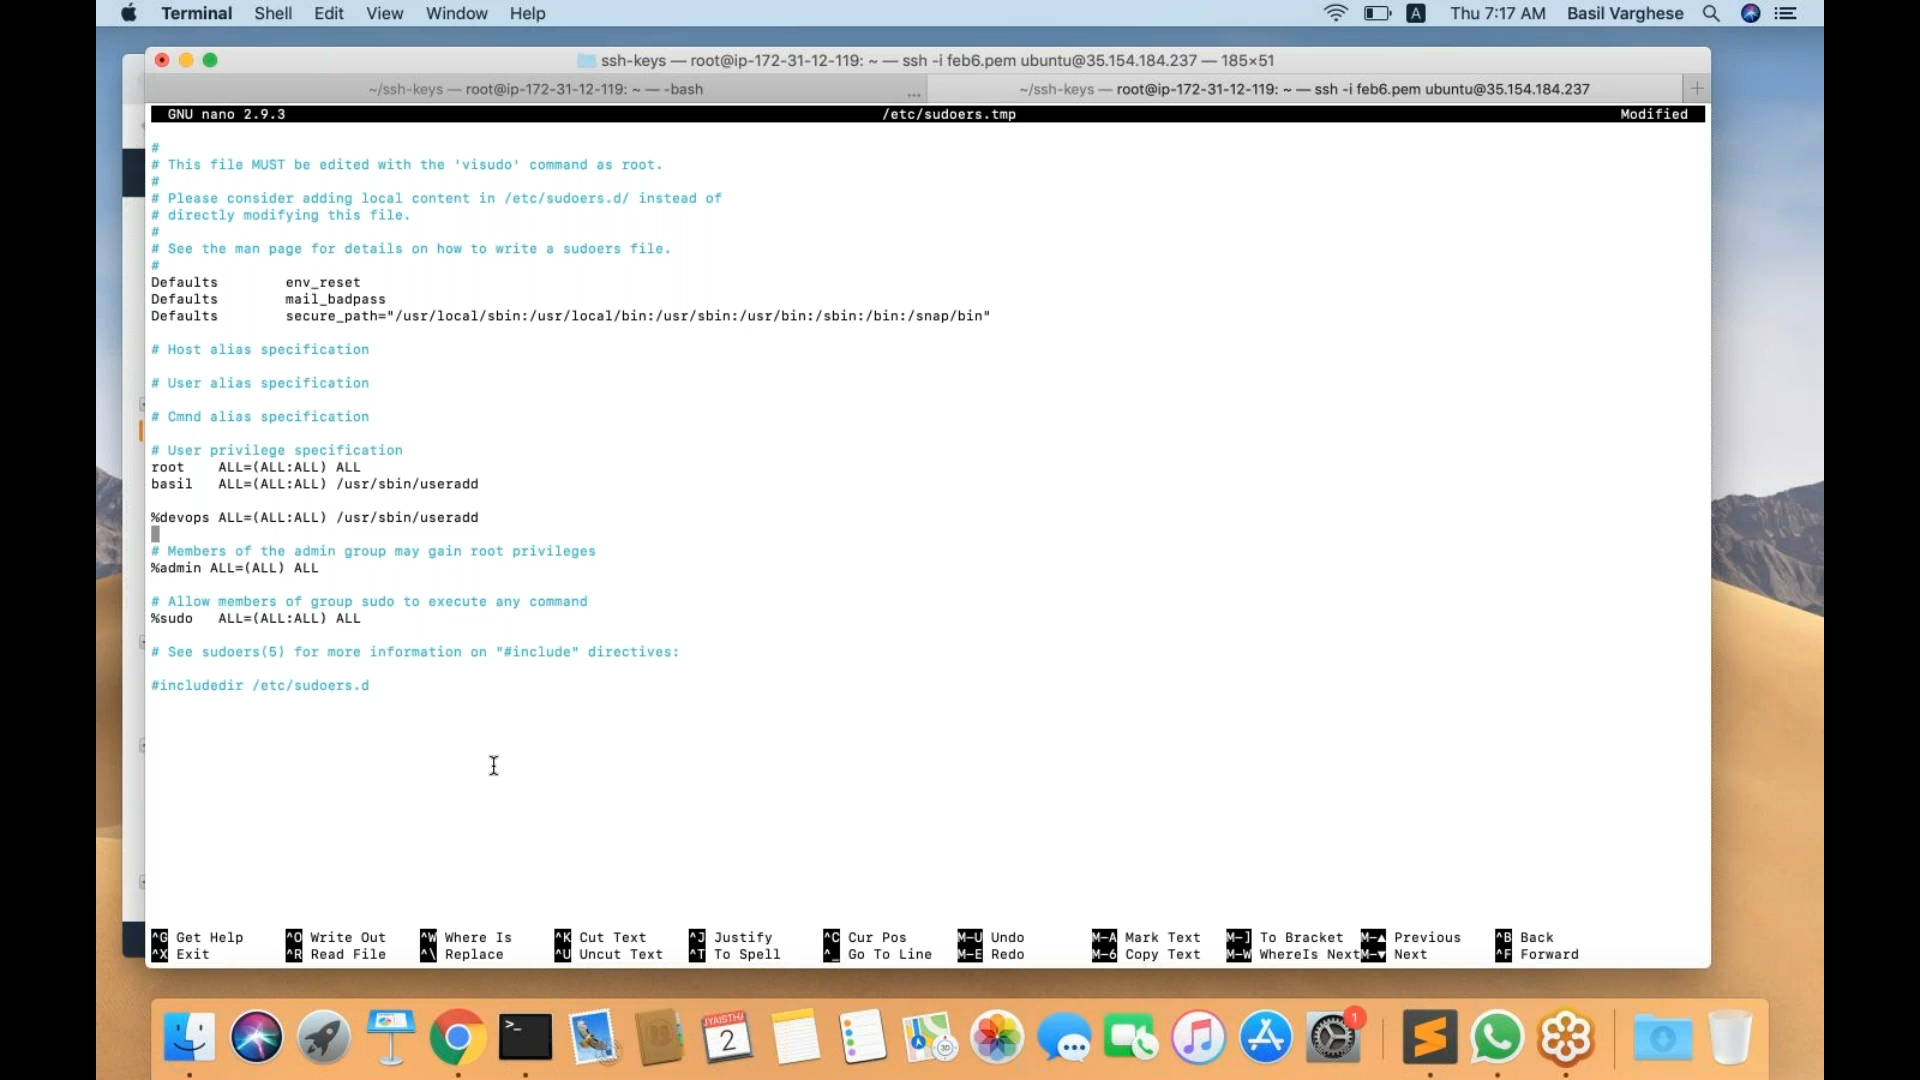 Terminal Shell Edit View Window Help
A Thu 7:17 AM Basil Varghese
ssh-keys — root@ip-172-31-12-119: ~ — ssh -i feb6.pem ubuntu@35.154.184.237 — 185×51
~/ssh-keys — root@ip-172-31-12-119: ~ — -bash ...
~/ssh-keys — root@ip-172-31-12-119: ~ — ssh -i feb6.pem ubuntu@35.154.184.237 +
GNU nano 2.9.3 /etc/sudoers.tmp Modified
#
# This file MUST be edited with the 'visudo' command as root.
#
# Please consider adding local content in /etc/sudoers.d/ instead of
# directly modifying this file.
#
# See the man page for details on how to write a sudoers file.
#
Defaults env_reset
Defaults mail_badpass
Defaults secure_path="/usr/local/sbin:/usr/local/bin:/usr/sbin:/usr/bin:/sbin:/bin:/snap/bin"
# Host alias specification
# User alias specification
# Cmnd alias specification
# User privilege specification
root ALL=(ALL:ALL) ALL
basil ALL=(ALL:ALL) /usr/sbin/useradd
%devops ALL=(ALL:ALL) /usr/sbin/useradd
# Members of the admin group may gain root privileges
%admin ALL=(ALL) ALL
# Allow members of group sudo to execute any command
%sudo ALL=(ALL:ALL) ALL
# See sudoers(5) for more information on "#include" directives:
#includedir /etc/sudoers.d
^G Get Help ^O Write Out ^W Where Is ^K Cut Text ^J Justify ^C Cur Pos M-U Undo M-A Mark Text M-] To Bracket M-▲ Previous ^B Back
^X Exit ^R Read File ^\ Replace ^U Uncut Text ^T To Spell ^_ Go To Line M-E Redo M-6 Copy Text M-W WhereIs Next M-▼ Next ^F Forward
>_
JYAISTHA
2
3D
1